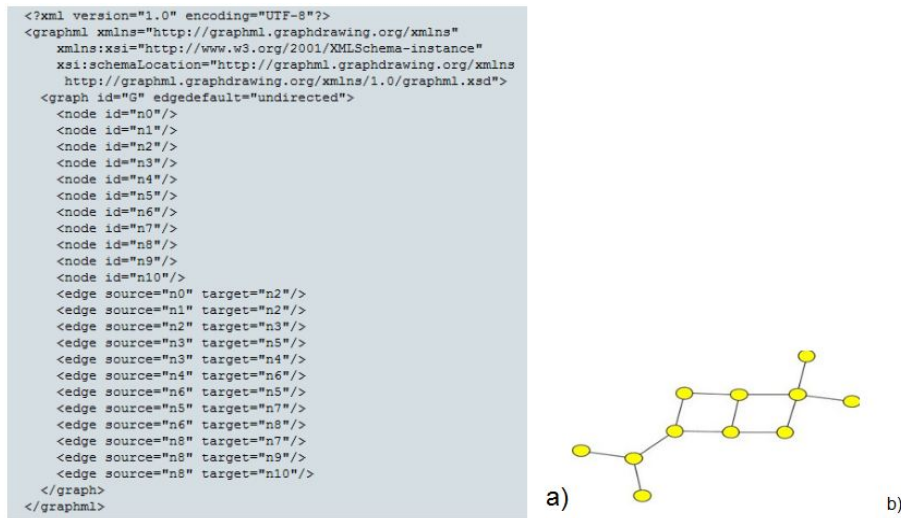 <?xml version="1.0" encoding="UTF-8"?>
<graphml xmlns="http://graphml.graphdrawing.org/xmlns"
xmlns:xsi="http://www.w3.org/2001/XMLSchema-instance"
xsi:schemaLocation="http://graphml.graphdrawing.org/xmlns
http://graphml.graphdrawing.org/xmlns/1.0/graphml.xsd">
<graph id="G" edgedefault="undirected">
<node id="n0"/>
<node id="n1"/>
<node id="n2"/>
<node id="n3"/>
<node id="n4"/>
<node id="n5"/>
<node id="n6"/>
<node id="n7"/>
<node id="n8"/>
<node id="n9"/>
<node id="n10"/>
<edge source="n0" target="n2"/>
<edge source="n1" target="n2"/>
<edge source="n2" target="n3"/>
<edge source="n3" target="n5"/>
<edge source="n3" target="n4"/>
<edge source="n4" target="n6"/>
<edge source="n6" target="n5"/>
<edge source="n5" target="n7"/>
<edge source="n6" target="n8"/>
<edge source="n8" target="n7"/>
<edge source="n8" target="n9"/>
<edge source="n8" target="n10"/>
</graph>
</graphml>
a)
b)